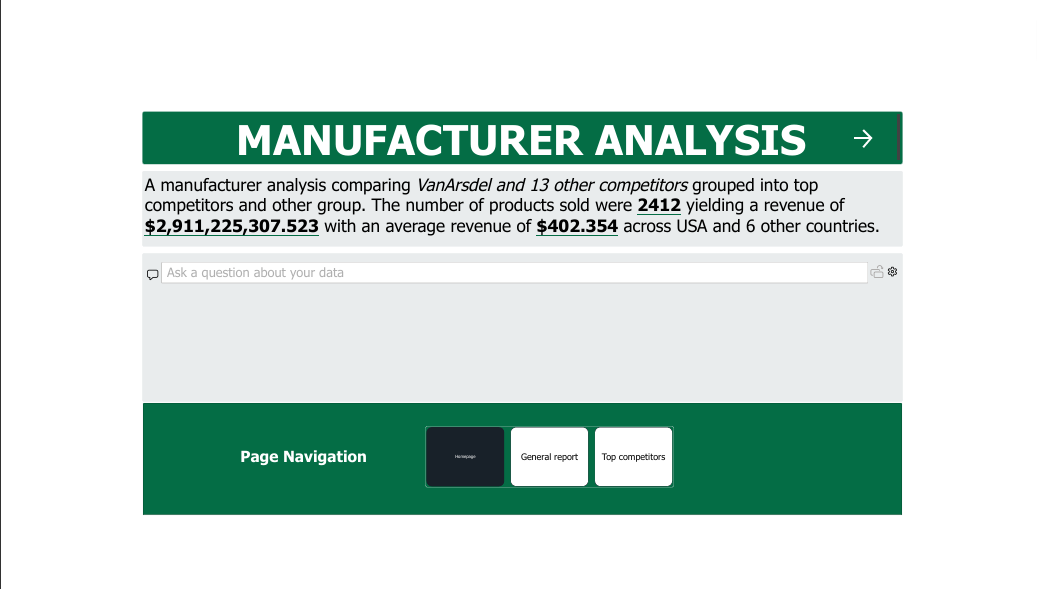 MANUFACTURER ANALYSIS
A manufacturer analysis comparing VanArsdel and 13 other competitors grouped into top
competitors and other group. The number of products sold were 2412 yielding a revenue of
$2,911,225,307.523 with an average revenue of $402.354 across USA and 6 other countries.
Ask a question about your data
Page Navigation
Homepage
General report
Top competitors